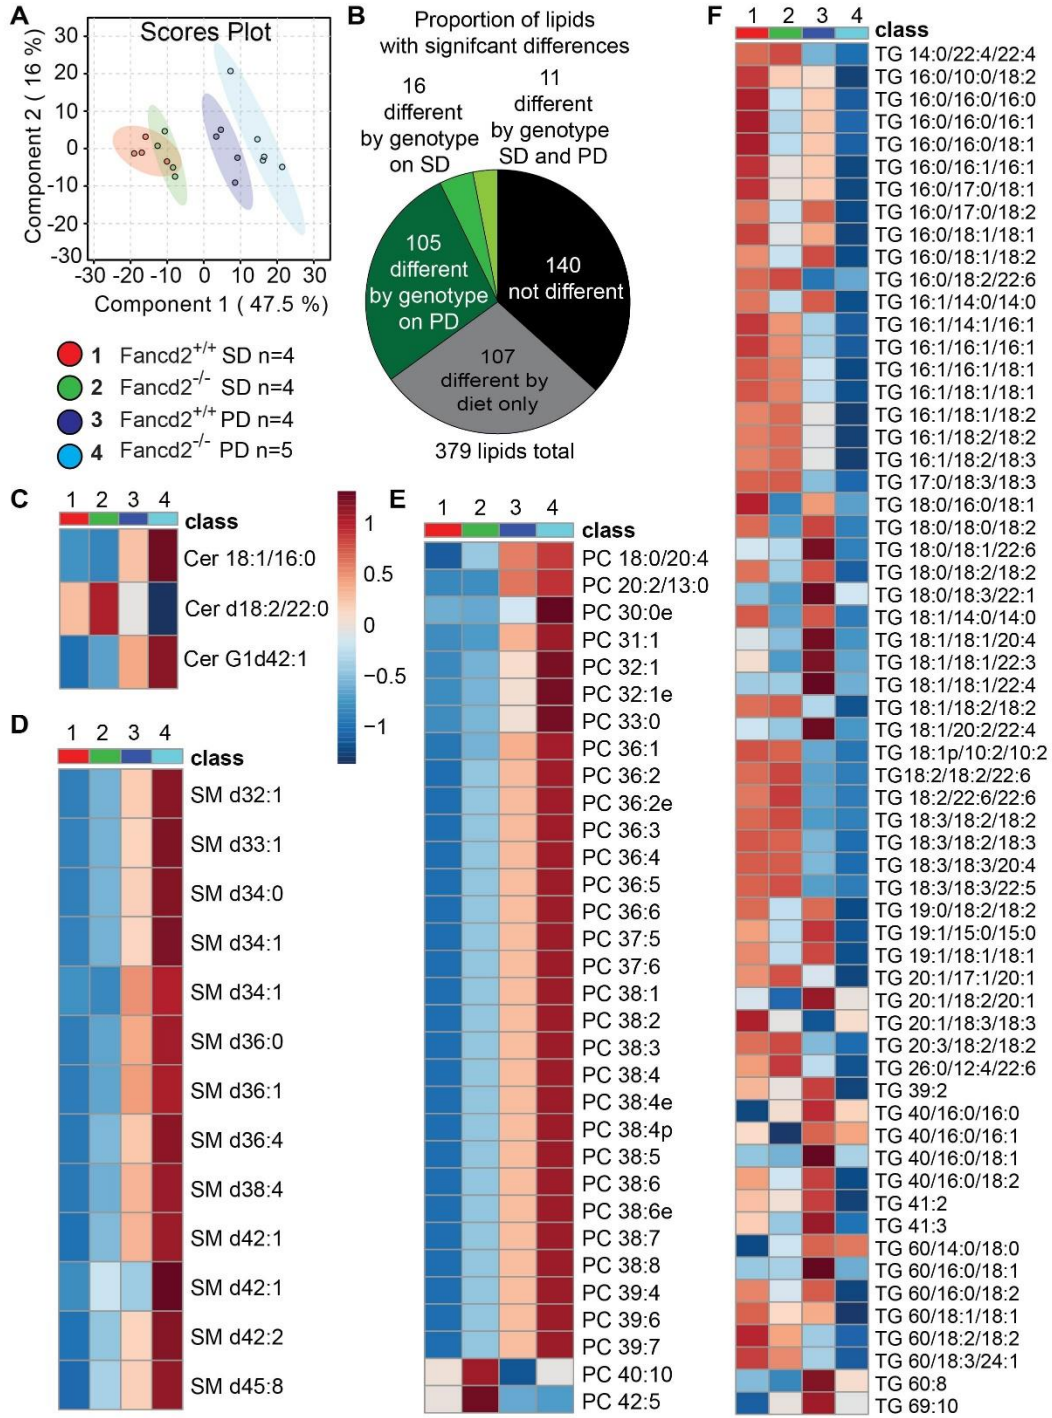 A
Scores Plot
Component 2 ( 16 %)
30
20
10
0
-10
-20
-30
-30 -20 -10 0 10 20 30
Component 1 ( 47.5 %)
1 Fancd2+/+ SD n=4
2 Fancd2-/- SD n=4
3 Fancd2+/+ PD n=4
4 Fancd2-/- PD n=5
B
Proportion of lipids
with signifcant differences
16
different
by genotype
on SD
11
different
by genotype
SD and PD
105
different
by genotype
on PD
140
not different
107
different by
diet only
379 lipids total
C
1 2 3 4
class
Cer 18:1/16:0
Cer d18:2/22:0
Cer G1d42:1
1
0.5
0
−0.5
−1
D
1 2 3 4
class
SM d32:1
SM d33:1
SM d34:0
SM d34:1
SM d34:1
SM d36:0
SM d36:1
SM d36:4
SM d38:4
SM d42:1
SM d42:1
SM d42:2
SM d45:8
E
1 2 3 4
class
PC 18:0/20:4
PC 20:2/13:0
PC 30:0e
PC 31:1
PC 32:1
PC 32:1e
PC 33:0
PC 36:1
PC 36:2
PC 36:2e
PC 36:3
PC 36:4
PC 36:5
PC 36:6
PC 37:5
PC 37:6
PC 38:1
PC 38:2
PC 38:3
PC 38:4
PC 38:4e
PC 38:4p
PC 38:5
PC 38:6
PC 38:6e
PC 38:7
PC 38:8
PC 39:4
PC 39:6
PC 39:7
PC 40:10
PC 42:5
F
1 2 3 4
class
TG 14:0/22:4/22:4
TG 16:0/10:0/18:2
TG 16:0/16:0/16:0
TG 16:0/16:0/16:1
TG 16:0/16:0/18:1
TG 16:0/16:1/16:1
TG 16:0/17:0/18:1
TG 16:0/17:0/18:2
TG 16:0/18:1/18:1
TG 16:0/18:1/18:2
TG 16:0/18:2/22:6
TG 16:1/14:0/14:0
TG 16:1/14:1/16:1
TG 16:1/16:1/16:1
TG 16:1/16:1/18:1
TG 16:1/18:1/18:1
TG 16:1/18:1/18:2
TG 16:1/18:2/18:2
TG 16:1/18:2/18:3
TG 17:0/18:3/18:3
TG 18:0/16:0/18:1
TG 18:0/18:0/18:2
TG 18:0/18:1/22:6
TG 18:0/18:2/18:2
TG 18:0/18:3/22:1
TG 18:1/14:0/14:0
TG 18:1/18:1/20:4
TG 18:1/18:1/22:3
TG 18:1/18:1/22:4
TG 18:1/18:2/18:2
TG 18:1/20:2/22:4
TG 18:1p/10:2/10:2
TG18:2/18:2/22:6
TG 18:2/22:6/22:6
TG 18:3/18:2/18:2
TG 18:3/18:2/18:3
TG 18:3/18:3/20:4
TG 18:3/18:3/22:5
TG 19:0/18:2/18:2
TG 19:1/15:0/15:0
TG 19:1/18:1/18:1
TG 20:1/17:1/20:1
TG 20:1/18:2/20:1
TG 20:1/18:3/18:3
TG 20:3/18:2/18:2
TG 26:0/12:4/22:6
TG 39:2
TG 40/16:0/16:0
TG 40/16:0/16:1
TG 40/16:0/18:1
TG 40/16:0/18:2
TG 41:2
TG 41:3
TG 60/14:0/18:0
TG 60/16:0/18:1
TG 60/16:0/18:2
TG 60/18:1/18:1
TG 60/18:2/18:2
TG 60/18:3/24:1
TG 60:8
TG 69:10